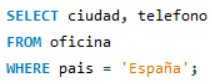 SELECT ciudad, telefono
FROM oficina
WHERE pais = 'España';